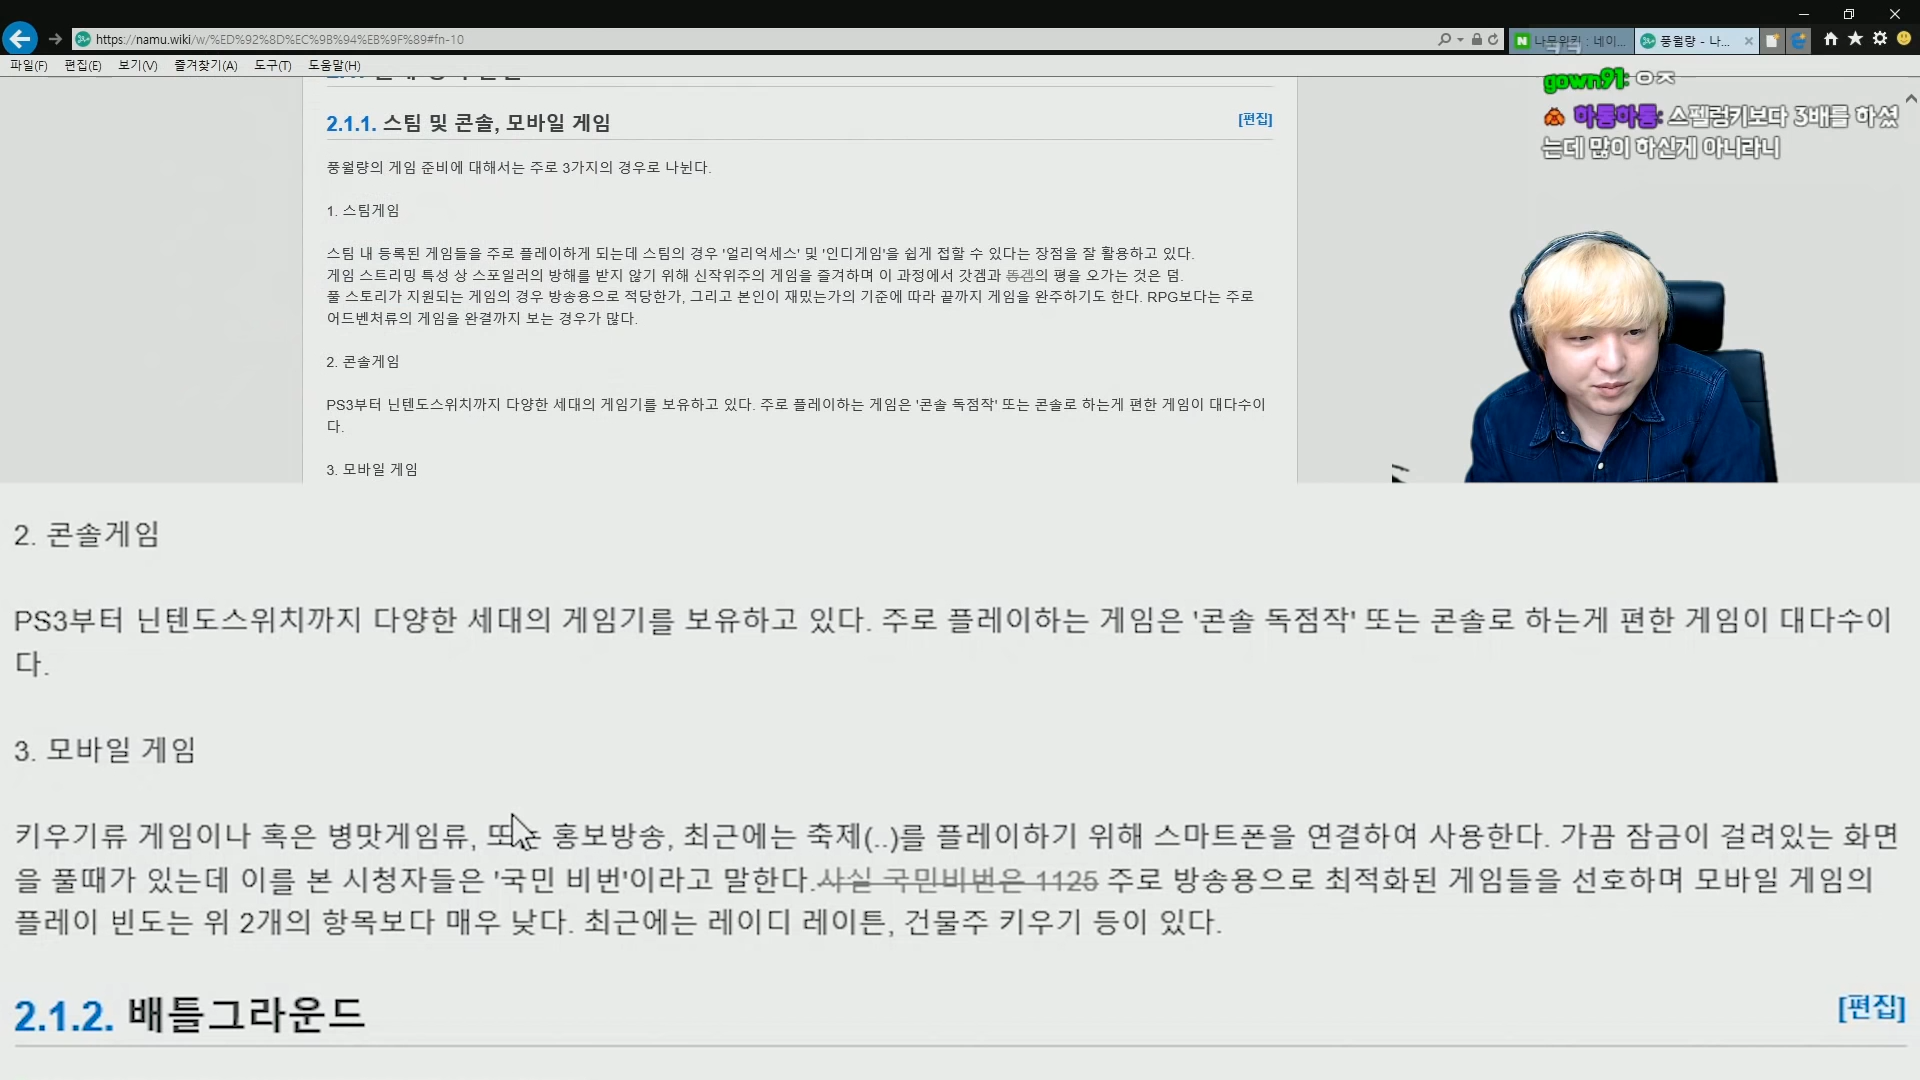 https://namu.wiki/w/%ED%92%8D%EC%9B%94%EB%9F%89#fn-10
나무위키 : 네이...
풍월량 - 나...
파일(F) 편집(E) 보기(V) 즐겨찾기(A) 도구(T) 도움말(H)
gown91: ㅇㅈ
하롱하롱: 스펠렁키보다 3배를 하셨
는데 많이 하신게 아니라니
2.1.1. 스팀 및 콘솔, 모바일 게임 [편집]
풍월량의 게임 준비에 대해서는 주로 3가지의 경우로 나뉜다.
1. 스팀게임
스팀 내 등록된 게임들을 주로 플레이하게 되는데 스팀의 경우 '얼리억세스' 및 '인디게임'을 쉽게 접할 수 있다는 장점을 잘 활용하고 있다.
게임 스트리밍 특성 상 스포일러의 방해를 받지 않기 위해 신작위주의 게임을 즐겨하며 이 과정에서 갓겜과 똥겜의 평을 오가는 것은 덤.
풀 스토리가 지원되는 게임의 경우 방송용으로 적당한가, 그리고 본인이 재밌는가의 기준에 따라 끝까지 게임을 완주하기도 한다. RPG보다는 주로
어드벤처류의 게임을 완결까지 보는 경우가 많다.
2. 콘솔게임
PS3부터 닌텐도스위치까지 다양한 세대의 게임기를 보유하고 있다. 주로 플레이하는 게임은 '콘솔 독점작' 또는 콘솔로 하는게 편한 게임이 대다수이
다.
3. 모바일 게임
2. 콘솔게임
PS3부터 닌텐도스위치까지 다양한 세대의 게임기를 보유하고 있다. 주로 플레이하는 게임은 '콘솔 독점작' 또는 콘솔로 하는게 편한 게임이 대다수이
다.
3. 모바일 게임
키우기류 게임이나 혹은 병맛게임류, 또는 홍보방송, 최근에는 축제(..)를 플레이하기 위해 스마트폰을 연결하여 사용한다. 가끔 잠금이 걸려있는 화면
을 풀때가 있는데 이를 본 시청자들은 '국민 비번'이라고 말한다. 사실 국민비번은 1125 주로 방송용으로 최적화된 게임들을 선호하며 모바일 게임의
플레이 빈도는 위 2개의 항목보다 매우 낮다. 최근에는 레이디 레이튼, 건물주 키우기 등이 있다.
2.1.2. 배틀그라운드 [편집]